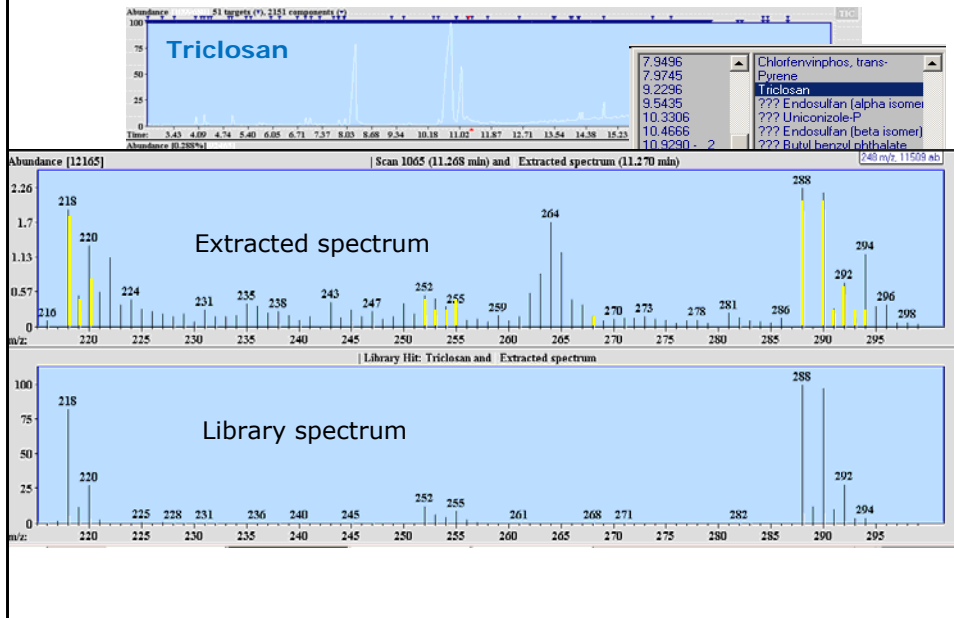 Abundance 51 targets (▾), 2151 components (▾)
TIC
Triclosan
100
75
50
25
0
Time: 3.43 4.09 4.74 5.40 6.05 6.71 7.37 8.03 8.68 9.34 10.18 11.02 11.87 12.71 13.54 14.38 15.23
Abundance [0.288%]
7.9496 Chlorfenvinphos, trans-
7.9745 Pyrene
9.2296 Triclosan
9.5435 ??? Endosulfan (alpha isomer
10.3306 ??? Uniconizole-P
10.4666 ??? Endosulfan (beta isomer)
10.9290 - 2 ??? Butyl benzyl phthalate
Abundance [12165] | Scan 1065 (11.268 min) and Extracted spectrum (11.270 min) 248 m/z, 11509 ab
2.26
1.7
1.13
0.57
0
Extracted spectrum
216 218 220 224 231 235 238 243 247 252 255 259 264 270 273 278 281 286 288 292 294 296 298
m/z: 220 225 230 235 240 245 250 255 260 265 270 275 280 285 290 295
| Library Hit: Triclosan and Extracted spectrum
100
75
50
25
0
Library spectrum
218 220 225 228 231 236 240 245 252 255 261 268 271 282 288 292 294
m/z: 220 225 230 235 240 245 250 255 260 265 270 275 280 285 290 295